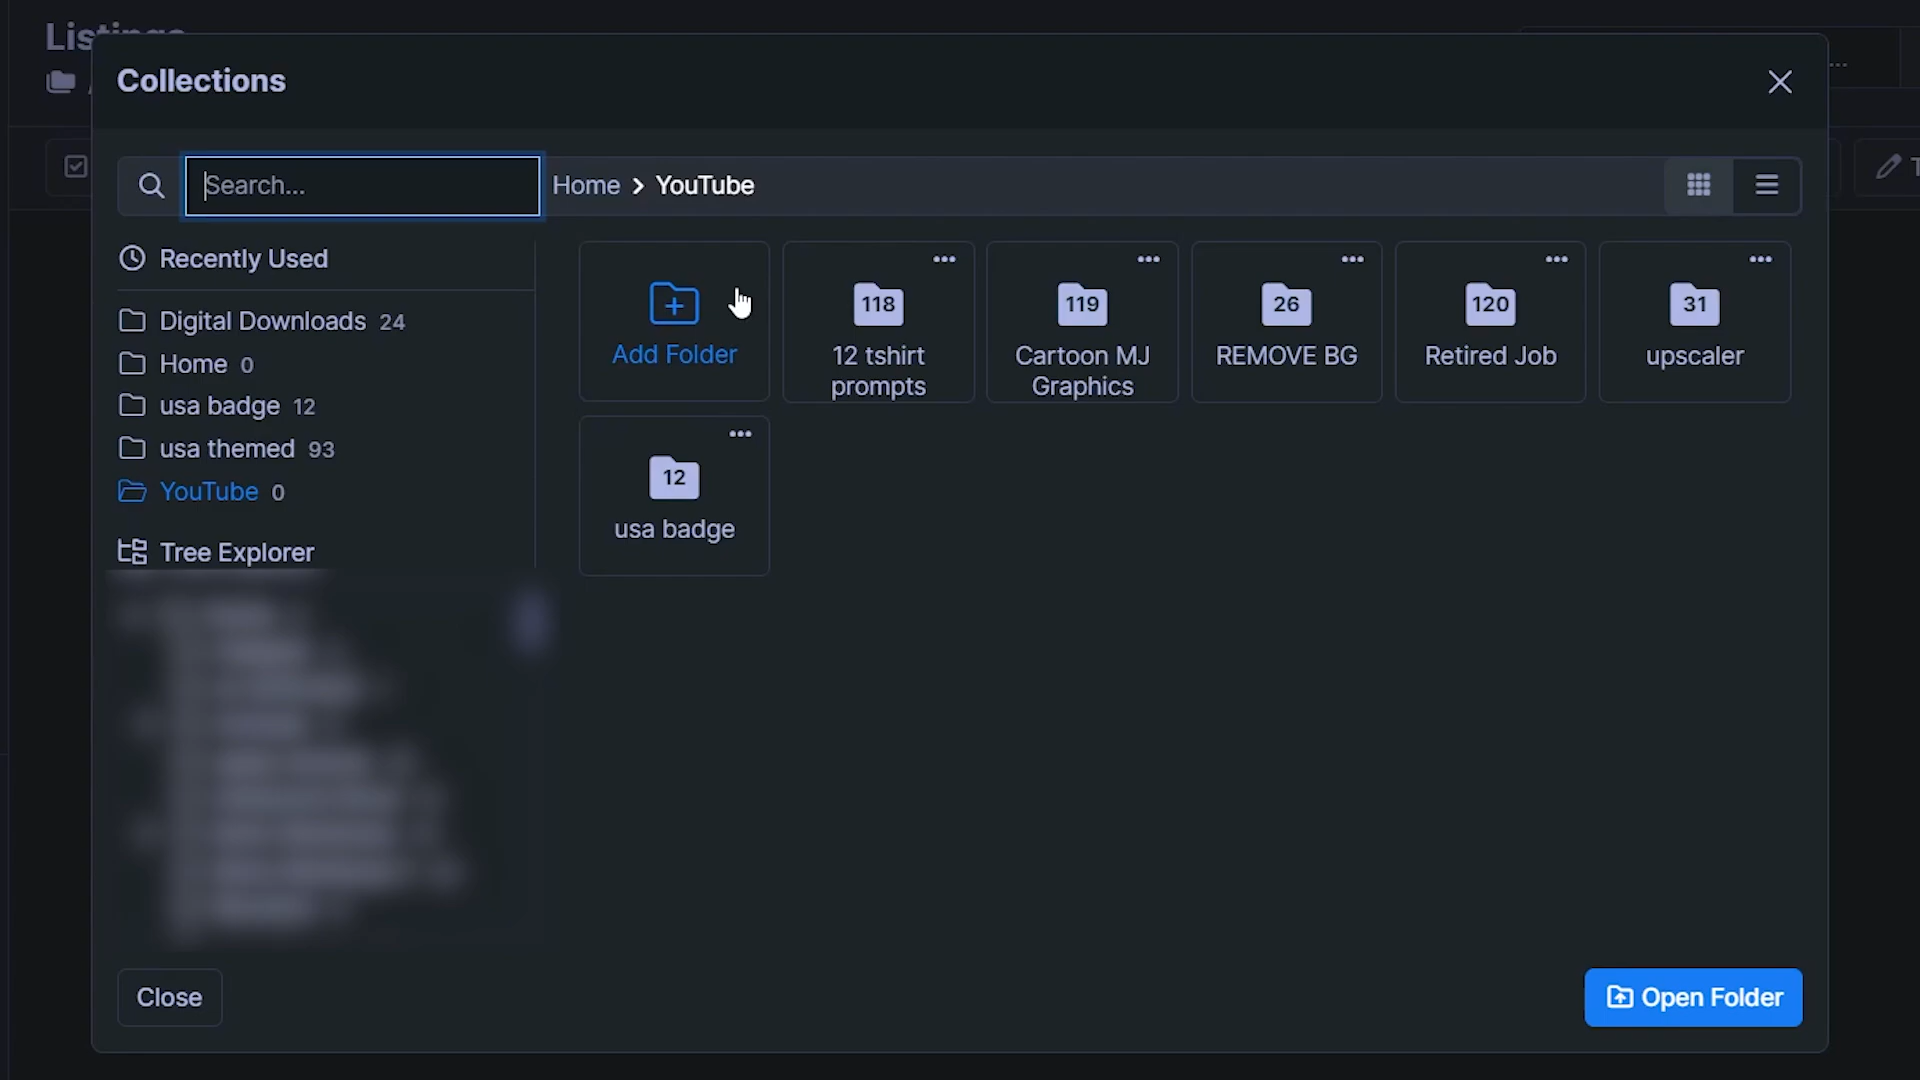 Listings
Collections
Search...
Home > YouTube
Recently Used
Digital Downloads 24
Home 0
usa badge 12
usa themed 93
YouTube 0
Tree Explorer
Add Folder
118
12 tshirt
prompts
119
Cartoon MJ
Graphics
26
REMOVE BG
120
Retired Job
31
upscaler
12
usa badge
Close
Open Folder